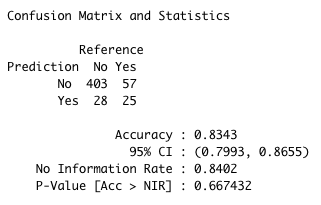 Confusion Matrix and Statistics
Reference
Prediction No Yes
No 403 57
Yes 28 25
Accuracy : 0.8343
95% CI : (0.7993, 0.8655)
No Information Rate : 0.8402
P-Value [Acc > NIR] : 0.667432